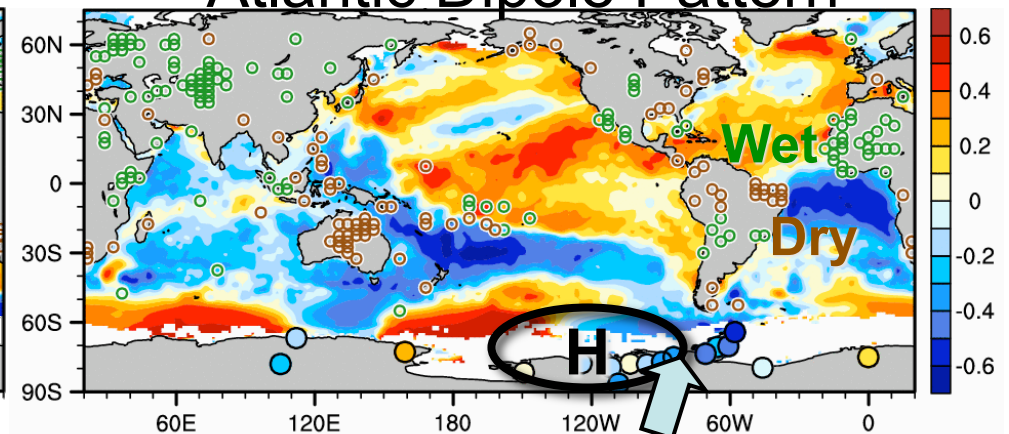 Atlantic Dipole Pattern
60N
30N
0
30S
60S
90S
60E
120E
180
120W
60W
0
Wet
Dry
H
0.6
0.4
0.2
0
-0.2
-0.4
-0.6